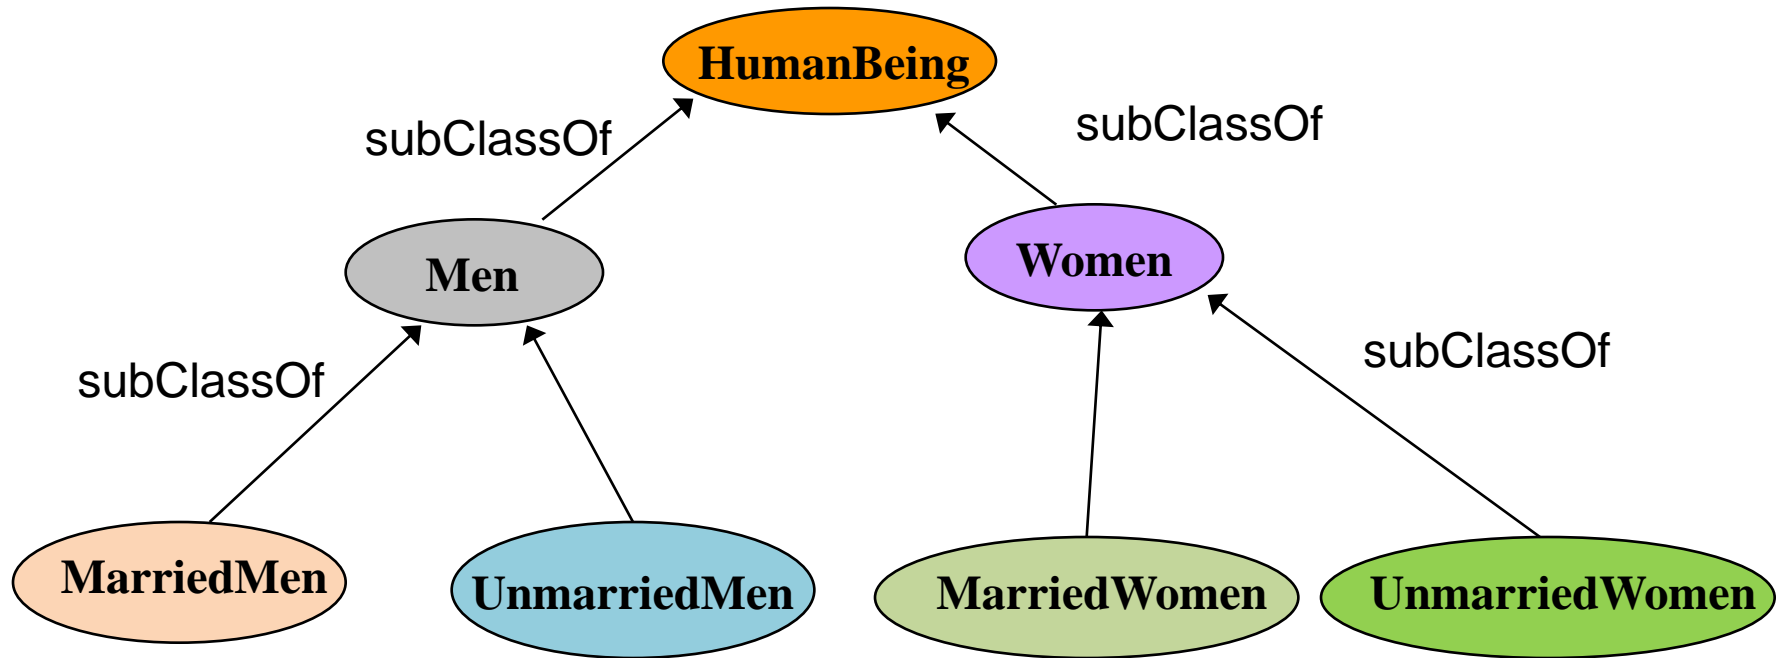 HumanBeing
subClassOf
subClassOf
Men
Women
subClassOf
subClassOf
MarriedMen
UnmarriedMen
MarriedWomen
UnmarriedWomen